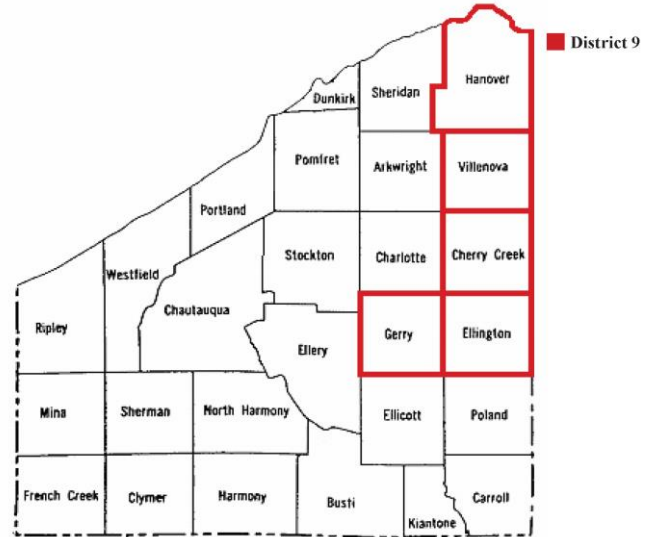 District 9
Hanover
Dunkirk
Sheridan
Pomfret
Arkwright
Villenova
Portland
Stockton
Charlotte
Cherry Creek
Westfield
Chautauqua
Ripley
Gerry
Ellington
Ellery
Mina
Sherman
North Harmony
Ellicott
Poland
French Creek
Clymer
Harmony
Busti
Kiantone
Carroll